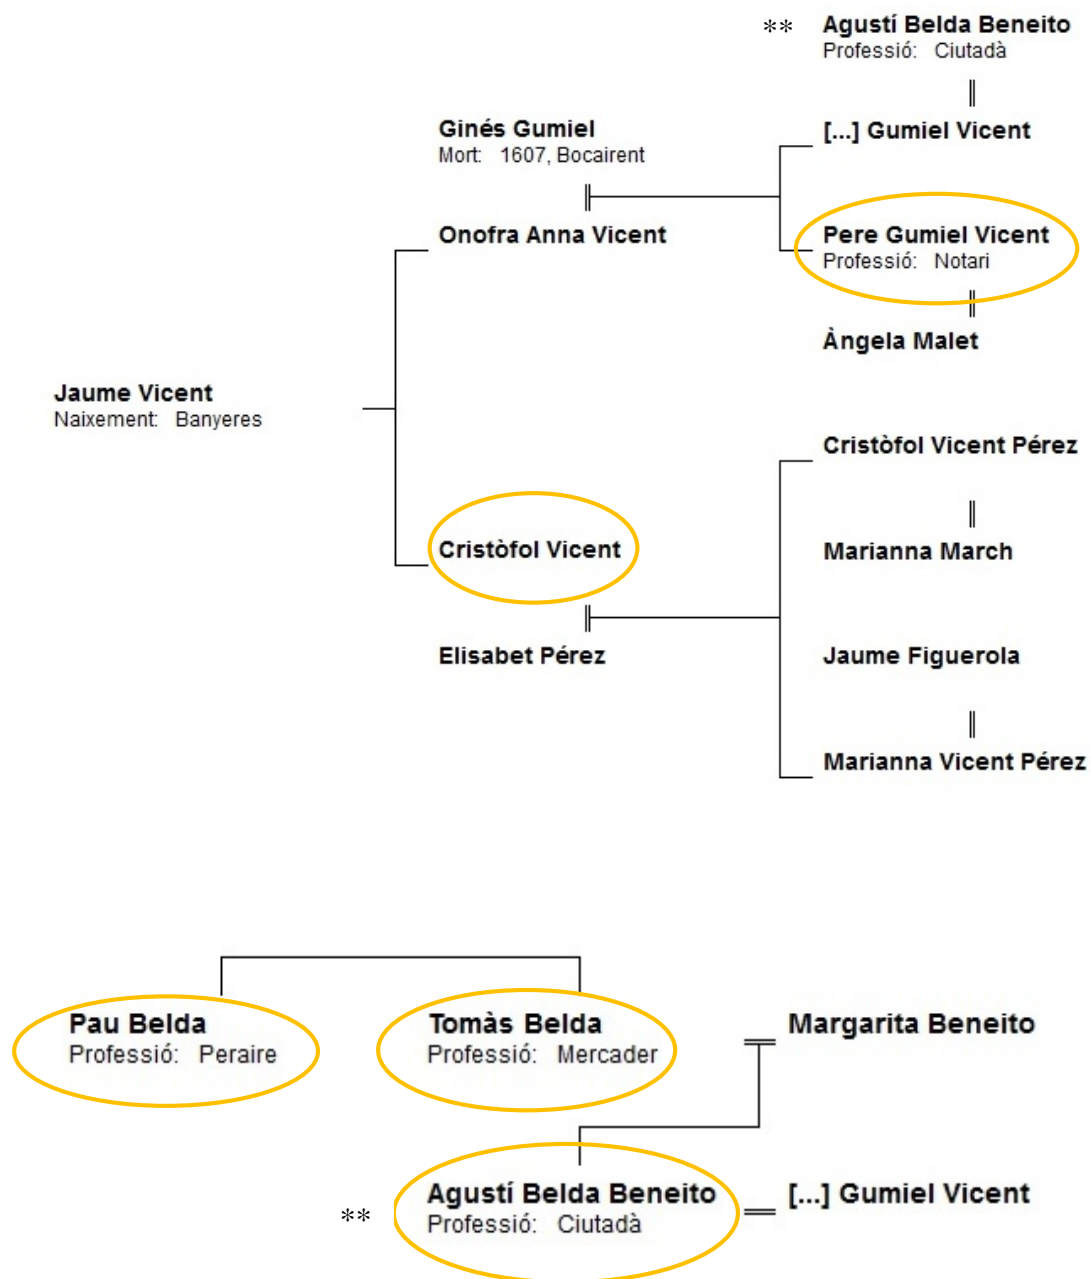 ** Agustí Belda Beneito
Professió: Ciutadà
Ginés Gumiel
Mort: 1607, Bocairent
[...] Gumiel Vicent
Onofra Anna Vicent
Pere Gumiel Vicent
Professió: Notari
Àngela Malet
Jaume Vicent
Naixement: Banyeres
Cristòfol Vicent Pérez
Cristòfol Vicent
Marianna March
Elisabet Pérez
Jaume Figuerola
Marianna Vicent Pérez
Pau Belda
Professió: Peraire
Tomàs Belda
Professió: Mercader
Margarita Beneito
** Agustí Belda Beneito
Professió: Ciutadà
[...] Gumiel Vicent